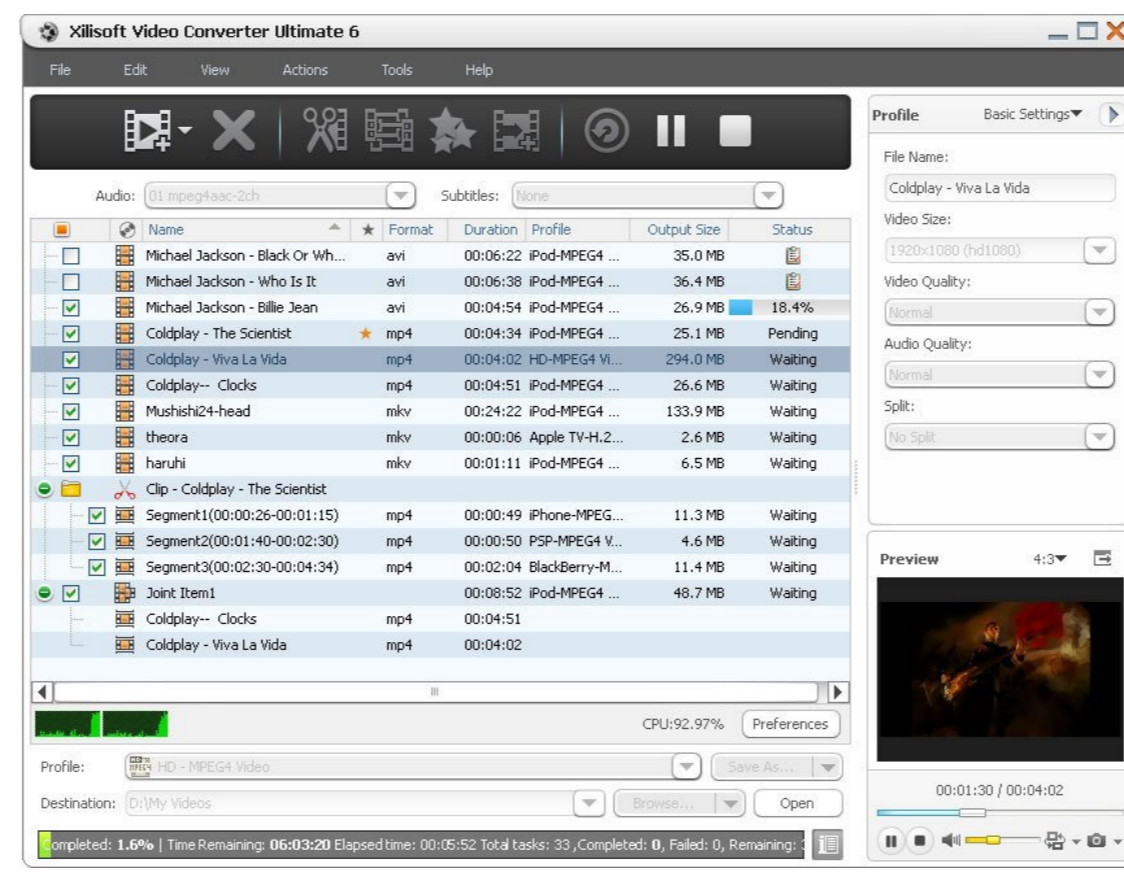 Xilisoft Video Converter Ultimate 6
File Edit View Actions Tools Help
Audio: 01 mpeg4aac-2ch Subtitles: None
Name Format Duration Profile Output Size Status
Michael Jackson - Black Or Wh... avi 00:06:22 iPod-MPEG4 ... 35.0 MB
Michael Jackson - Who Is It avi 00:06:38 iPod-MPEG4 ... 36.4 MB
Michael Jackson - Billie Jean avi 00:04:54 iPod-MPEG4 ... 26.9 MB 18.4%
Coldplay - The Scientist mp4 00:04:34 iPod-MPEG4 ... 25.1 MB Pending
Coldplay - Viva La Vida mp4 00:04:02 HD-MPEG4 Vi... 294.0 MB Waiting
Coldplay-- Clocks mp4 00:04:51 iPod-MPEG4 ... 26.6 MB Waiting
Mushishi24-head mkv 00:24:22 iPod-MPEG4 ... 133.9 MB Waiting
theora mkv 00:00:06 Apple TV-H.2... 2.6 MB Waiting
haruhi mkv 00:01:11 iPod-MPEG4 ... 6.5 MB Waiting
Clip - Coldplay - The Scientist
Segment1(00:00:26-00:01:15) mp4 00:00:49 iPhone-MPEG... 11.3 MB Waiting
Segment2(00:01:40-00:02:30) mp4 00:00:50 PSP-MPEG4 V... 4.6 MB Waiting
Segment3(00:02:30-00:04:34) mp4 00:02:04 BlackBerry-M... 11.4 MB Waiting
Joint Item1 00:08:52 iPod-MPEG4 ... 48.7 MB Waiting
Coldplay-- Clocks mp4 00:04:51
Coldplay - Viva La Vida mp4 00:04:02
CPU:92.97% Preferences
Profile: HD - MPEG4 Video Save As...
Destination: D:\My Videos Browse... Open
Completed: 1.6% | Time Remaining: 06:03:20 Elapsed time: 00:05:52 Total tasks: 33 ,Completed: 0, Failed: 0, Remaining:
Profile Basic Settings
File Name:
Coldplay - Viva La Vida
Video Size:
1920x1080 (hd1080)
Video Quality:
Normal
Audio Quality:
Normal
Split:
No Split
Preview 4:3
00:01:30 / 00:04:02